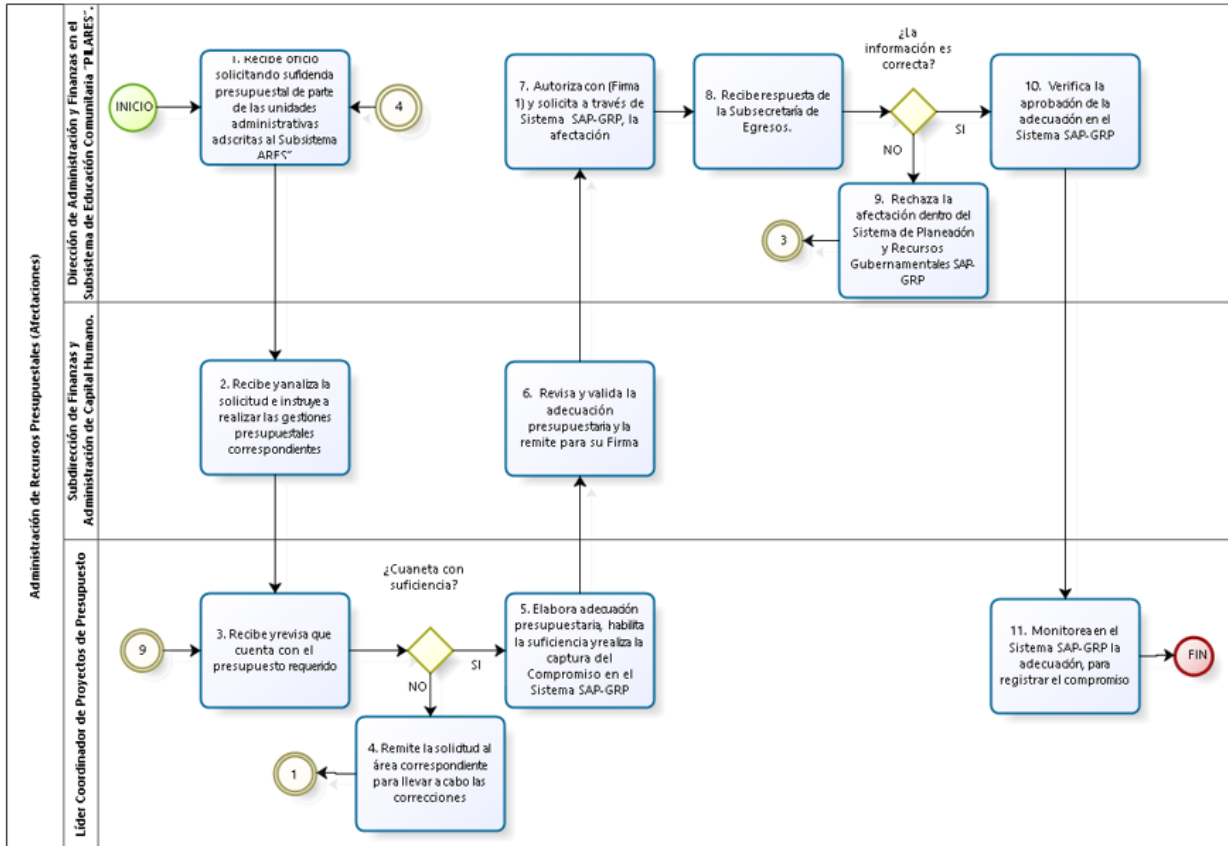 Administración de Recursos Presupuestales (Afectaciones)
Dirección de Administración y Finanzas en el
Subsistema de Educación Comunitaria "PILARES".
INICIO
1. Recibe oficio
solicitando suficiencia
presupuestal de parte
de las unidades
administrativas
adscritas al Subsistema
ARES"
4
7. Autoriza con (Firma
1) y solicita a través de
Sistema SAP-GRP, la
afectación
8. Recibe respuesta de
la Subsecretaría de
Egresos.
¿La
información es
correcta?
SI
NO
10. Verifica la
aprobación de la
adecuación en el
Sistema SAP-GRP
9. Rechaza la
afectación dentro del
Sistema de Planeación
y Recursos
Gubernamentales SAP-
GRP
3
Subdirección de Finanzas y
Administración de Capital Humano.
2. Recibe y analiza la
solicitud e instruye a
realizar las gestiones
presupuestales
correspondientes
6. Revisa y valida la
adecuación
presupuestaria y la
remite para su Firma
Líder Coordinador de Proyectos de Presupuesto
9
3. Recibe y revisa que
cuenta con el
presupuesto requerido
¿Cuaneta con
suficiencia?
SI
NO
5. Elabora adecuación
presupuestaria, habilita
la suficiencia y realiza la
captura del
Compromiso en el
Sistema SAP-GRP
4. Remite la solicitud al
área correspondiente
para llevar a cabo las
correcciones
1
11. Monitorea en el
Sistema SAP-GRP la
adecuación, para
registrar el compromiso
FIN